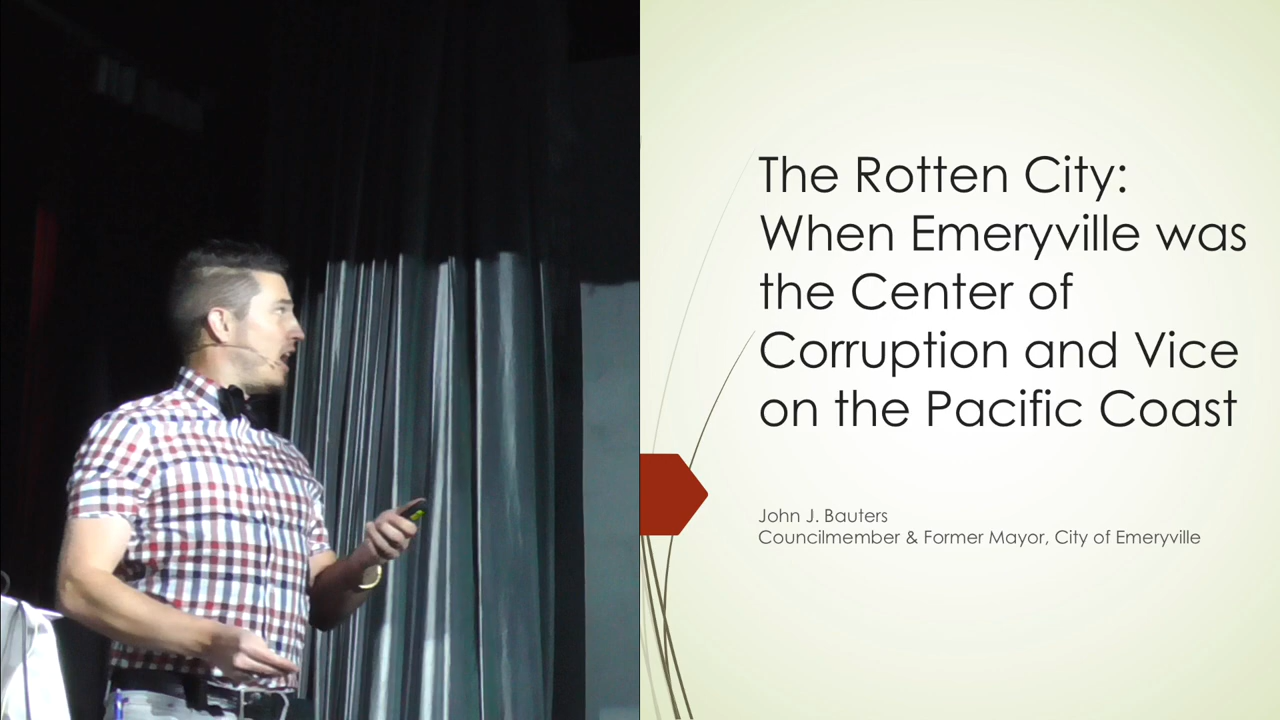 The Rotten City:
When Emeryville was
the Center of
Corruption and Vice
on the Pacific Coast
John J. Bauters
Councilmember & Former Mayor, City of Emeryville